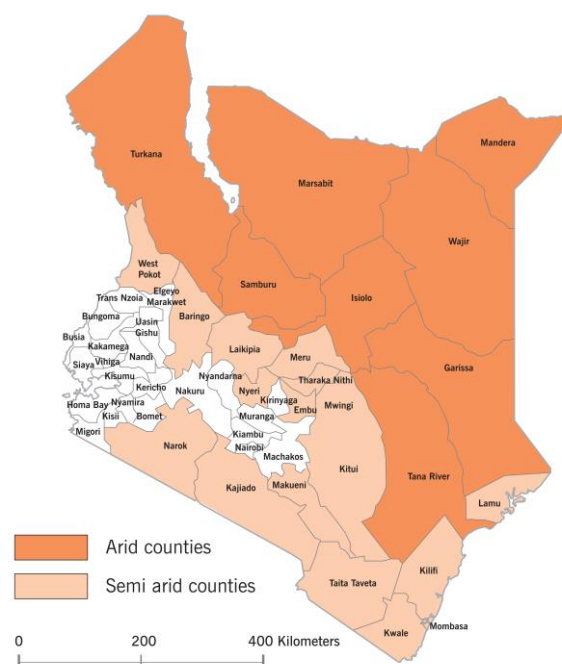 Turkana
Marsabit
Mandera
Wajir
Samburu
Isiolo
Garissa
West
Pokot
Elgeyo
Marakwet
Trans Nzoia
Baringo
Bungoma
Uasin
Gishu
Busia
Kakamega
Siaya
Vihiga
Nandi
Kisumu
Kericho
Homa Bay
Nyamira
Kisii
Bomet
Migori
Nakuru
Laikipia
Meru
Nyandarna
Nyeri
Tharaka Nithi
Kirinyaga
Embu
Mwingi
Muranga
Kiambu
Nairobi
Machakos
Narok
Kajiado
Makueni
Kitui
Tana River
Lamu
Kilifi
Taita Taveta
Kwale
Mombasa
Arid counties
Semi arid counties
0 200 400 Kilometers